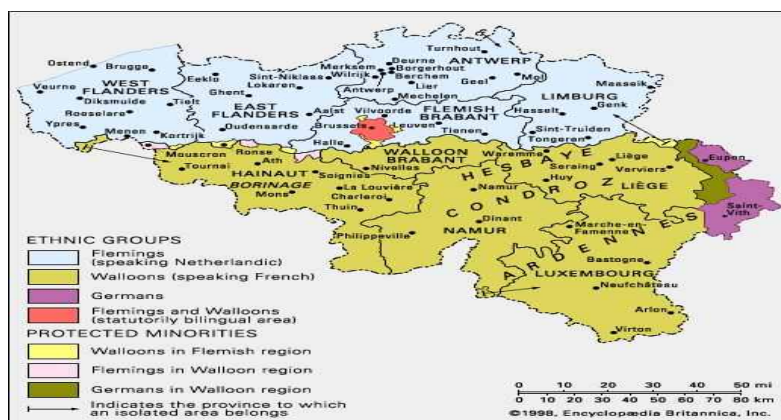 Turnhout
Ostend
Brugge
Deurne
ANTWERP
Merksem
Borgerhout
Eeklo
Sint-Niklaas
Wilrijk
Berchem
Geel
Mol
Veurne
WEST
FLANDERS
Lokeren
Lier
Maaseik
Diksmuide
Ghent
Antwerp
Mechelen
LIMBURG
Roeselare
Tielt
EAST
FLANDERS
Aalst
Vilvoorde
FLEMISH
BRABANT
Hasselt
Genk
Ypres
Menen
Kortrijk
Oudenaarde
Brussels
Leuven
Tienen
Sint-Truiden
Tongeren
Halle
Mouscron
Ronse
WALLOON
BRABANT
Waremme
Liège
Eupen
Tournai
Ath
Nivelles
HESBAYE
Seraing
Verviers
HAINAUT
Soignies
Huy
BORINAGE
La Louvière
Namur
LIÈGE
Mons
Charleroi
CONDROZ
Saint-
Vith
Thuin
Dinant
Philippeville
NAMUR
Marche-en-
Famenne
ARDENNES
Bastogne
LUXEMBOURG
Neufchâteau
Arlon
Virton
ETHNIC GROUPS
Flemings
(speaking Netherlandic)
Walloons (speaking French)
Germans
Flemings and Walloons
(statutorily bilingual area)
PROTECTED MINORITIES
Walloons in Flemish region
Flemings in Walloon region
Germans in Walloon region
Indicates the province to which
an isolated area belongs
0 10 20 30 40 50 mi
0 20 40 60 80 km
©1998, Encyclopædia Britannica, Inc.